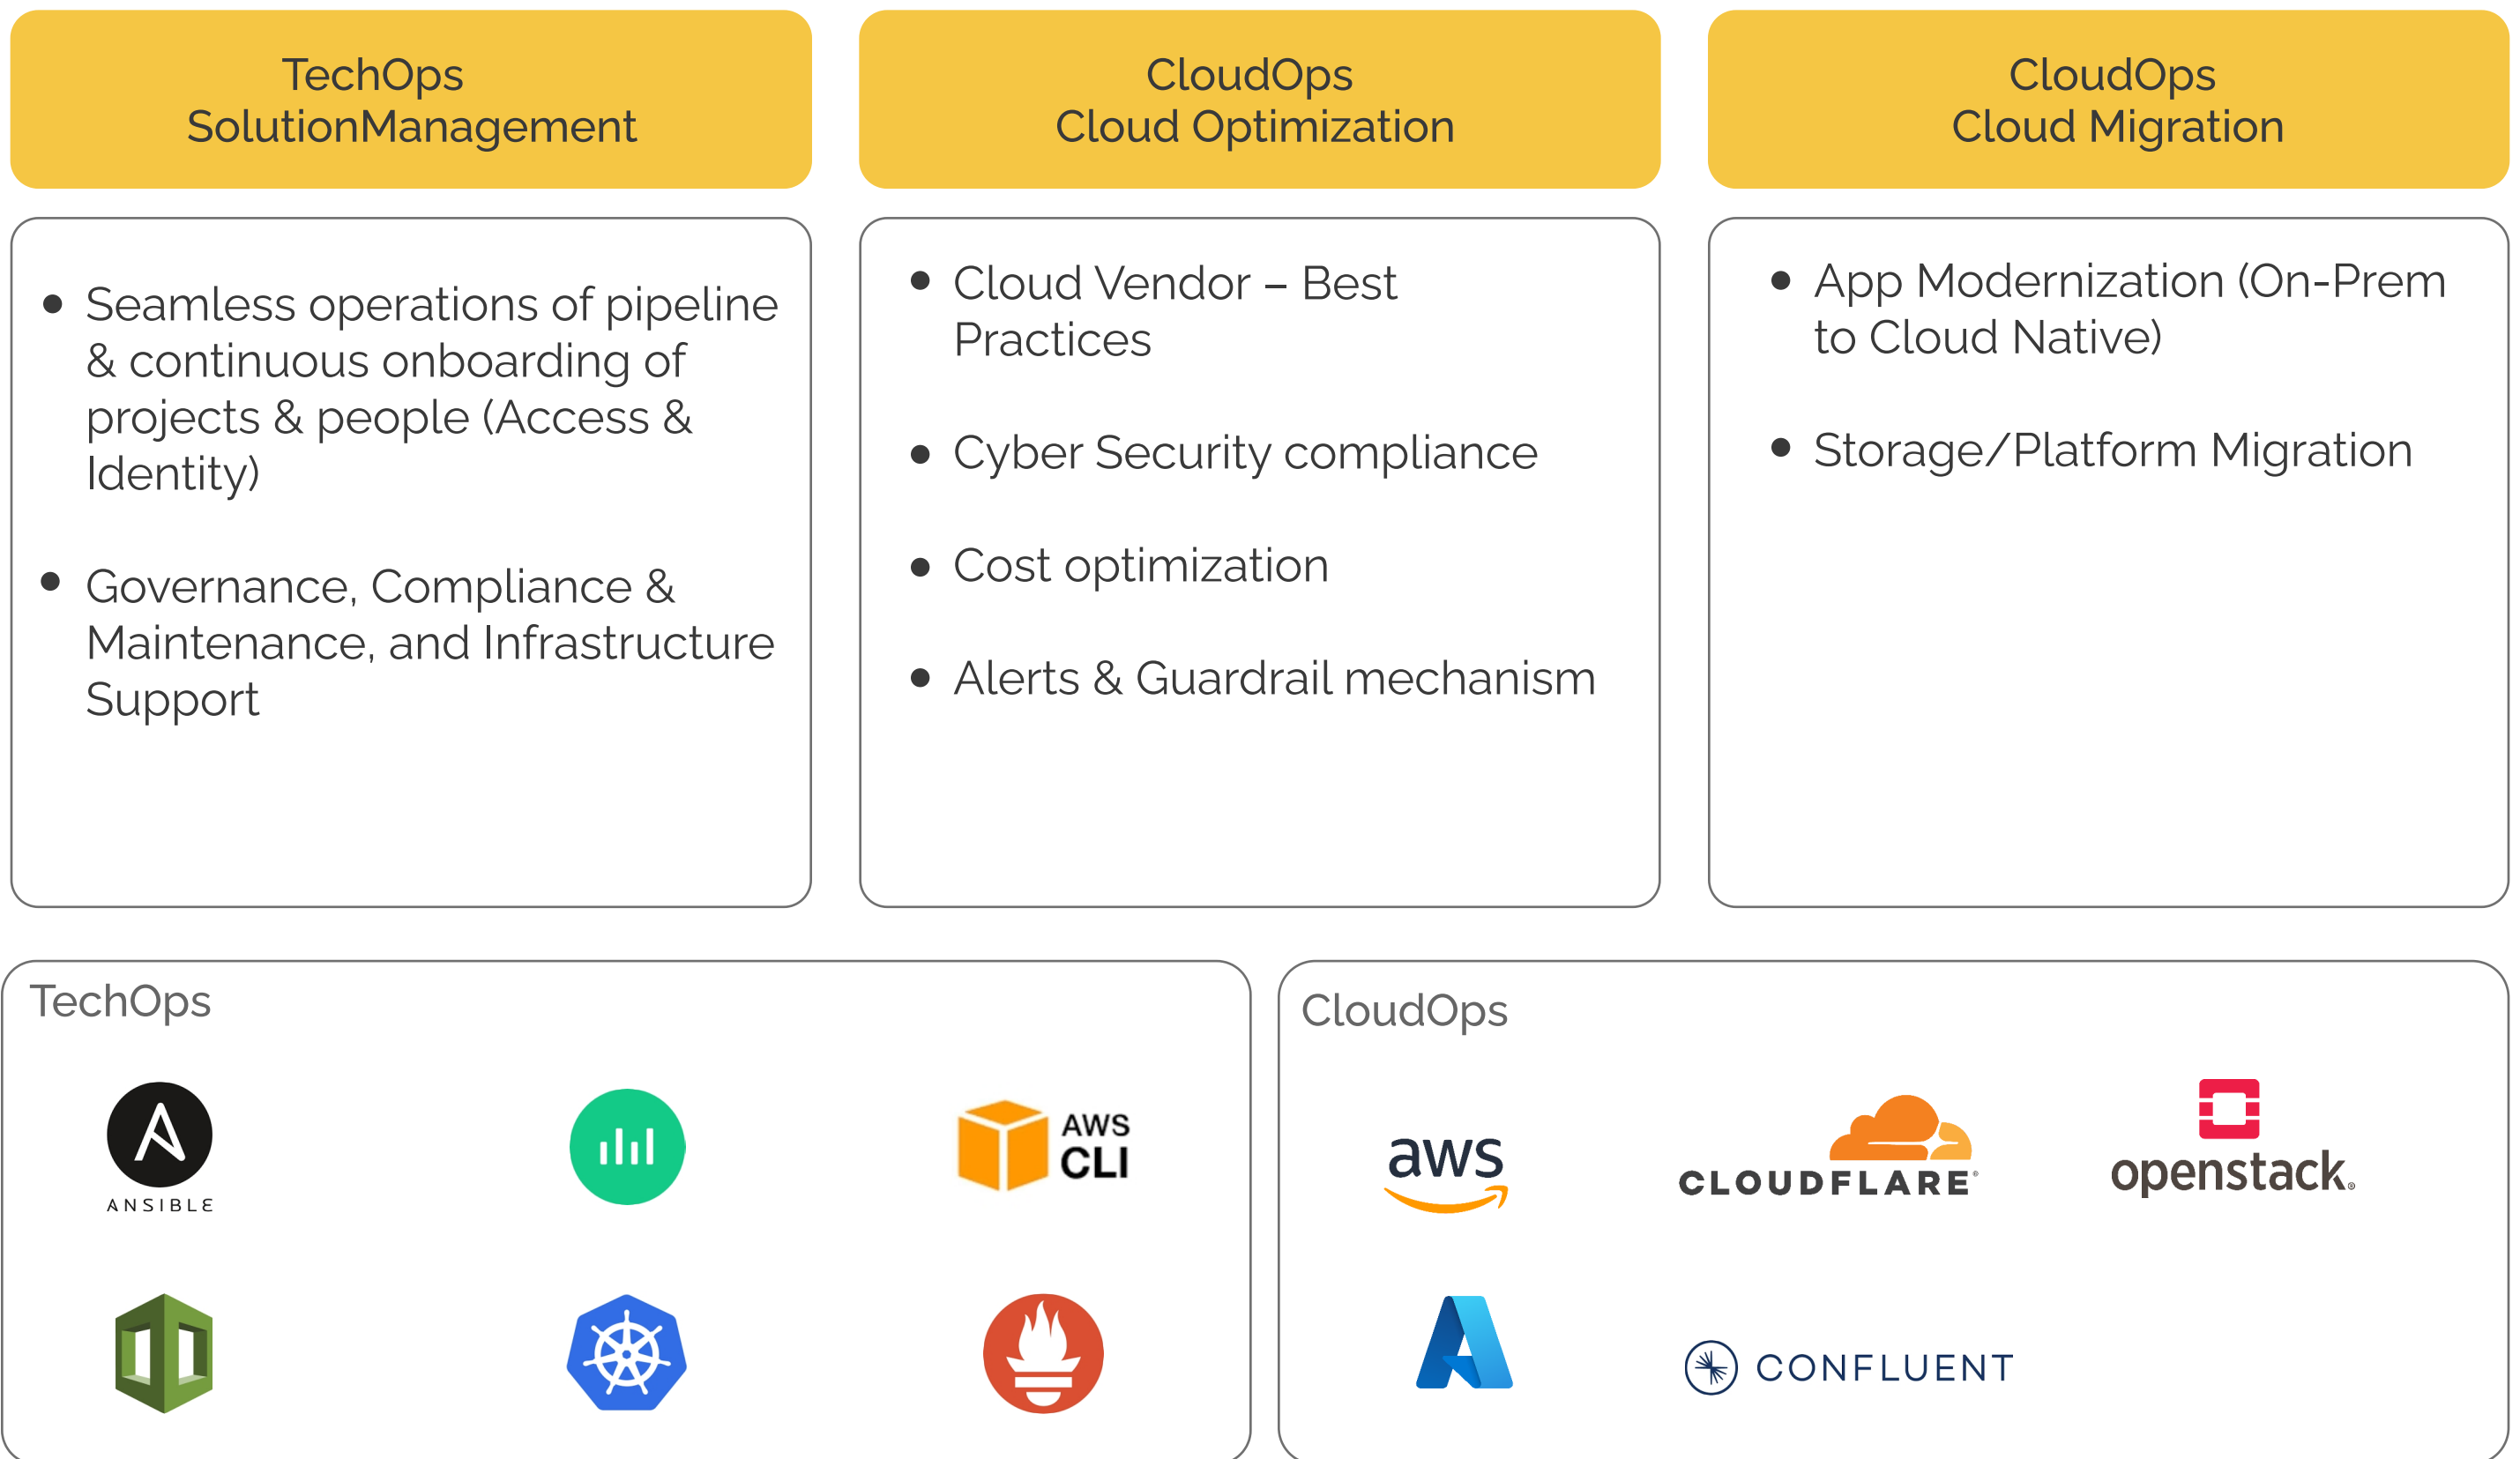 TechOps
SolutionManagement
CloudOps
Cloud Optimization
CloudOps
Cloud Migration
• Seamless operations of pipeline
& continuous onboarding of
projects & people (Access &
Identity)
• Governance, Compliance &
Maintenance, and Infrastructure
Support
• Cloud Vendor – Best
Practices
• Cyber Security compliance
• Cost optimization
• Alerts & Guardrail mechanism
• App Modernization (On-Prem
to Cloud Native)
• Storage/Platform Migration
TechOps
ANSIBLE
AWS
CLI
CloudOps
aws
CLOUDFLARE®
openstack®
CONFLUENT